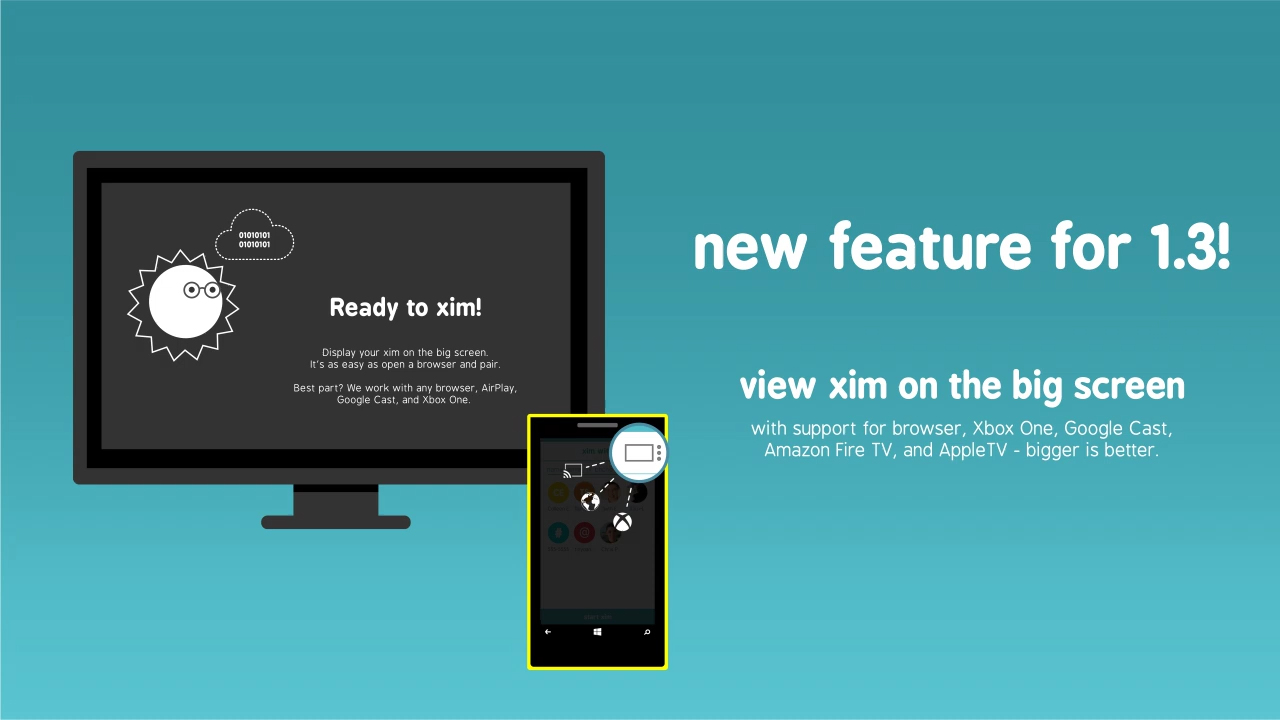 01010101
01010101
Ready to xim!
Display your xim on the big screen.
It's as easy as open a browser and pair.
Best part? We work with any browser, AirPlay,
Google Cast, and Xbox One.
new feature for 1.3!
view xim on the big screen
with support for browser, Xbox One, Google Cast,
Amazon Fire TV, and AppleTV - bigger is better.